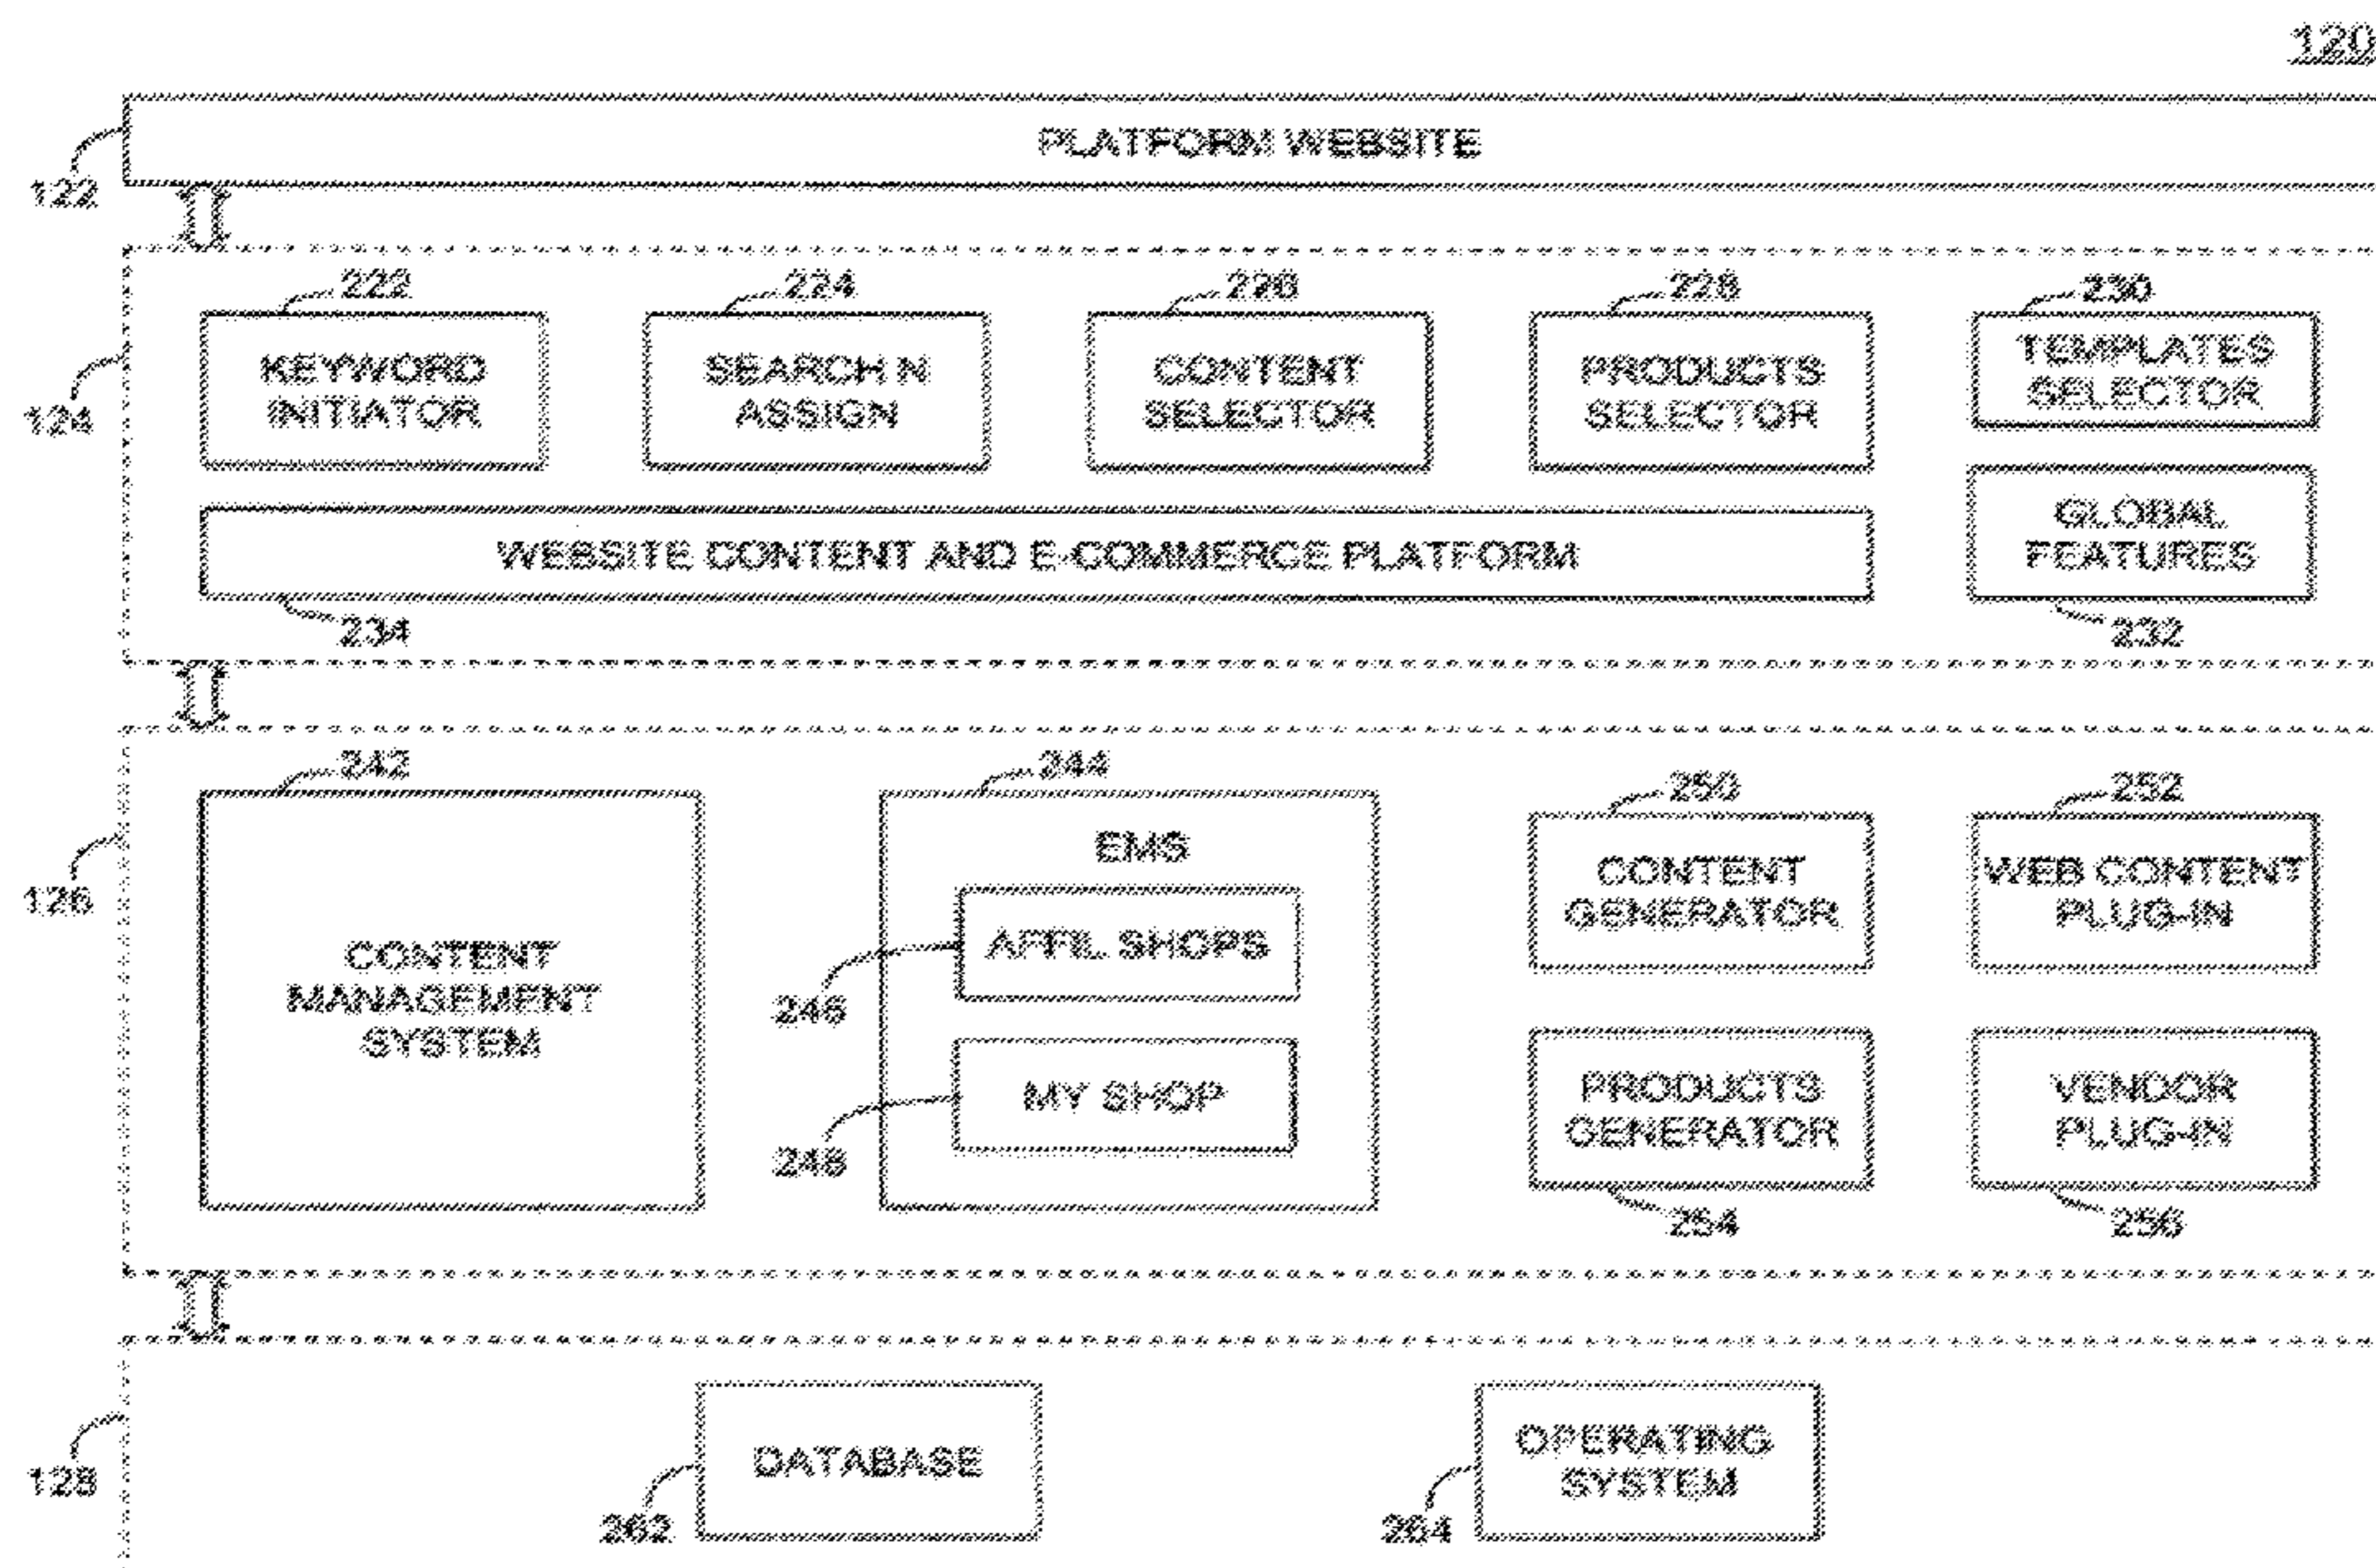 120
PLATFORM WEBSITE
122
222
224
226
228
230
KEYWORD
INITIATOR
SEARCH N
ASSIGN
CONTENT
SELECTOR
PRODUCTS
SELECTOR
TEMPLATES
SELECTOR
124
GLOBAL
FEATURES
WEBSITE CONTENT AND E-COMMERCE PLATFORM
234
232
242
244
250
252
EMS
CONTENT
GENERATOR
WEB CONTENT
PLUG-IN
126
AFFIL SHOPS
246
CONTENT
MANAGEMENT
SYSTEM
MY SHOP
248
PRODUCTS
GENERATOR
VENDOR
PLUG-IN
254
256
128
DATABASE
262
OPERATING
SYSTEM
264